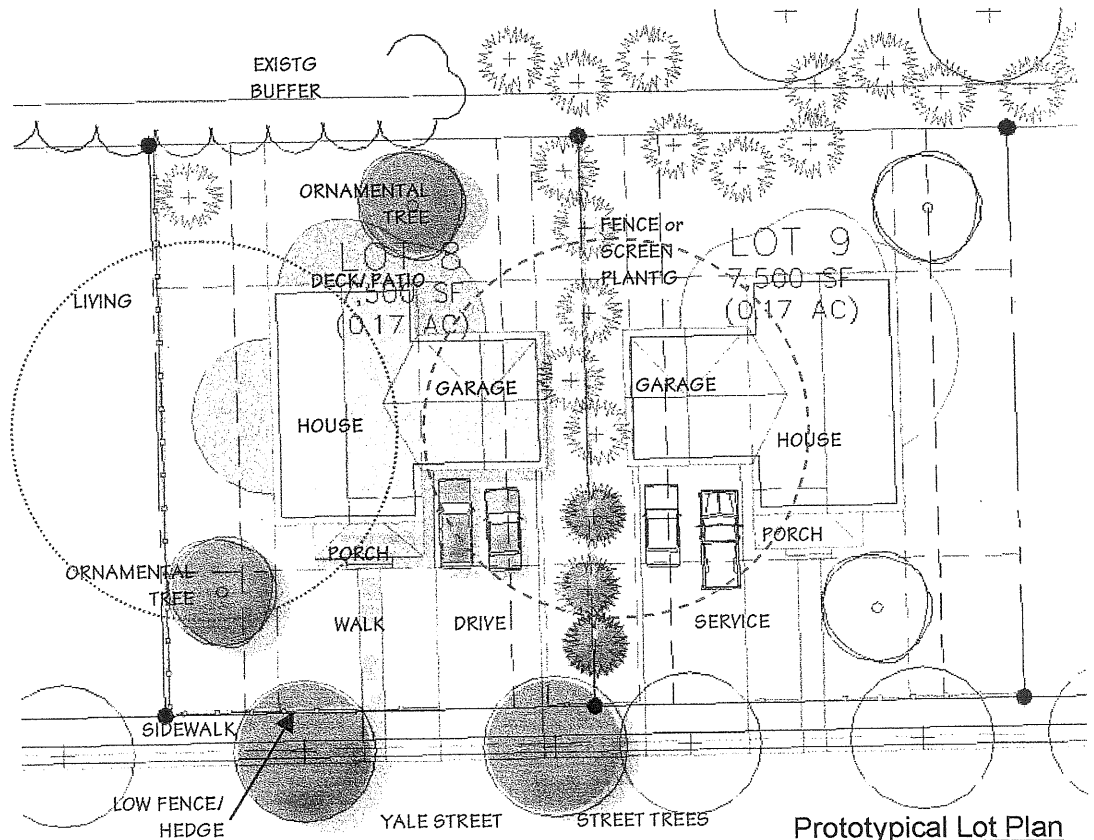 EXISTG
BUFFER
ORNAMENTAL
TREE
FENCE or
SCREEN
PLANT'G
LOT 8
DECK/PATIO
,500 SF
(0.17 AC)
LOT 9
7,500 SF
(0.17 AC)
LIVING
GARAGE
GARAGE
HOUSE
HOUSE
PORCH
PORCH
ORNAMENTAL
TREE
WALK
DRIVE
SERVICE
SIDEWALK
LOW FENCE/
HEDGE
YALE STREET
STREET TREES
Prototypical Lot Plan